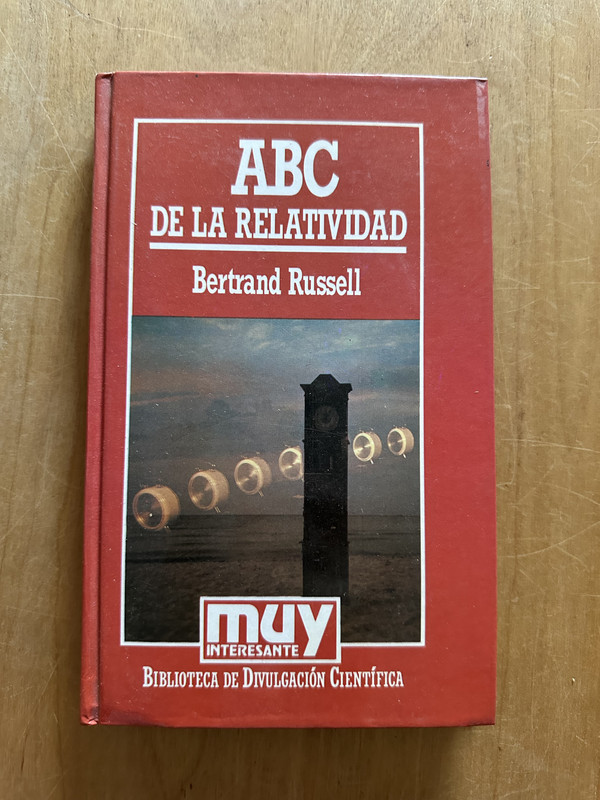 ABC
DE LA RELATIVIDAD
Bertrand Russell
muy
INTERESANTE
BIBLIOTECA DE DIVULGACIÓN CIENTÍFICA